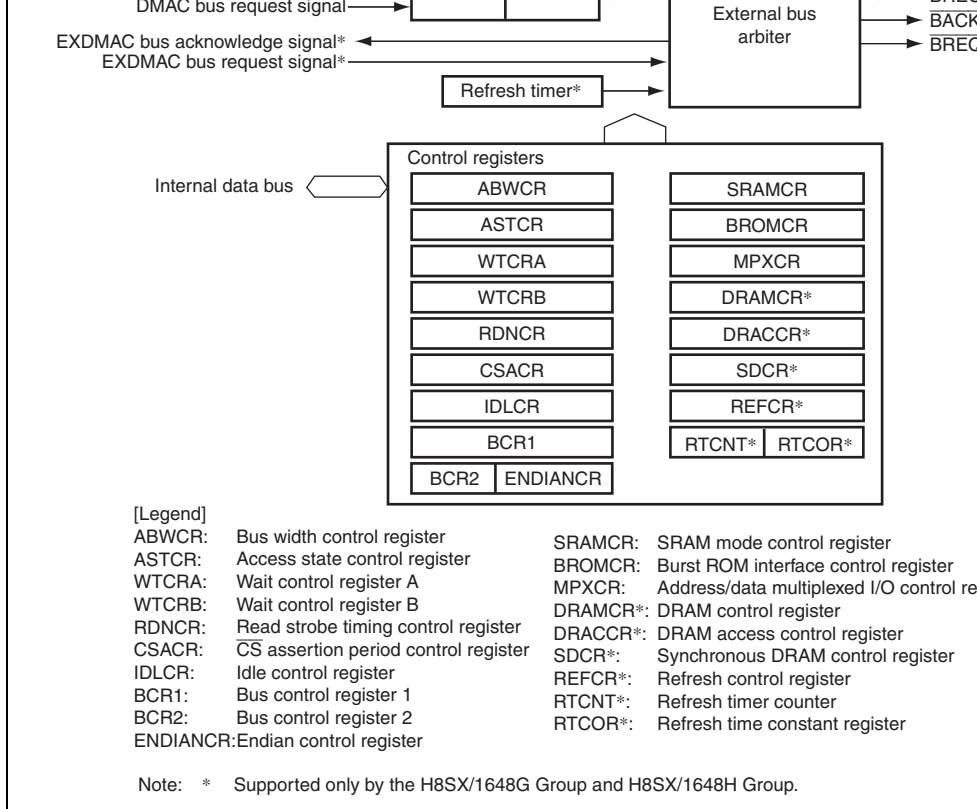 DMAC bus request signal
EXDMAC bus acknowledge signal*
EXDMAC bus request signal*
External bus
arbiter
BACK
Refresh timer*
Internal data bus
Control registers
ABWCR
ASTCR
WTCRA
WTCRB
RDNCR
CSACR
IDLCR
BCR1
BCR2 ENDIANCR
SRAMCR
BROMCR
MPXCR
DRAMCR*
DRACCR*
SDCR*
REFCR*
RTCNT* RTCOR*
[Legend]
ABWCR: Bus width control register
ASTCR: Access state control register
WTCRA: Wait control register A
WTCRB: Wait control register B
RDNCR: Read strobe timing control register
CSACR: CS assertion period control register
IDLCR: Idle control register
BCR1: Bus control register 1
BCR2: Bus control register 2
ENDIANCR:Endian control register
SRAMCR: SRAM mode control register
BROMCR: Burst ROM interface control register
MPXCR: Address/data multiplexed I/O control
DRAMCR*: DRAM control register
DRACCR*: DRAM access control register
SDCR*: Synchronous DRAM control register
REFCR*: Refresh control register
RTCNT*: Refresh timer counter
RTCOR*: Refresh time constant register
Note: * Supported only by the H8SX/1648G Group and H8SX/1648H Group.